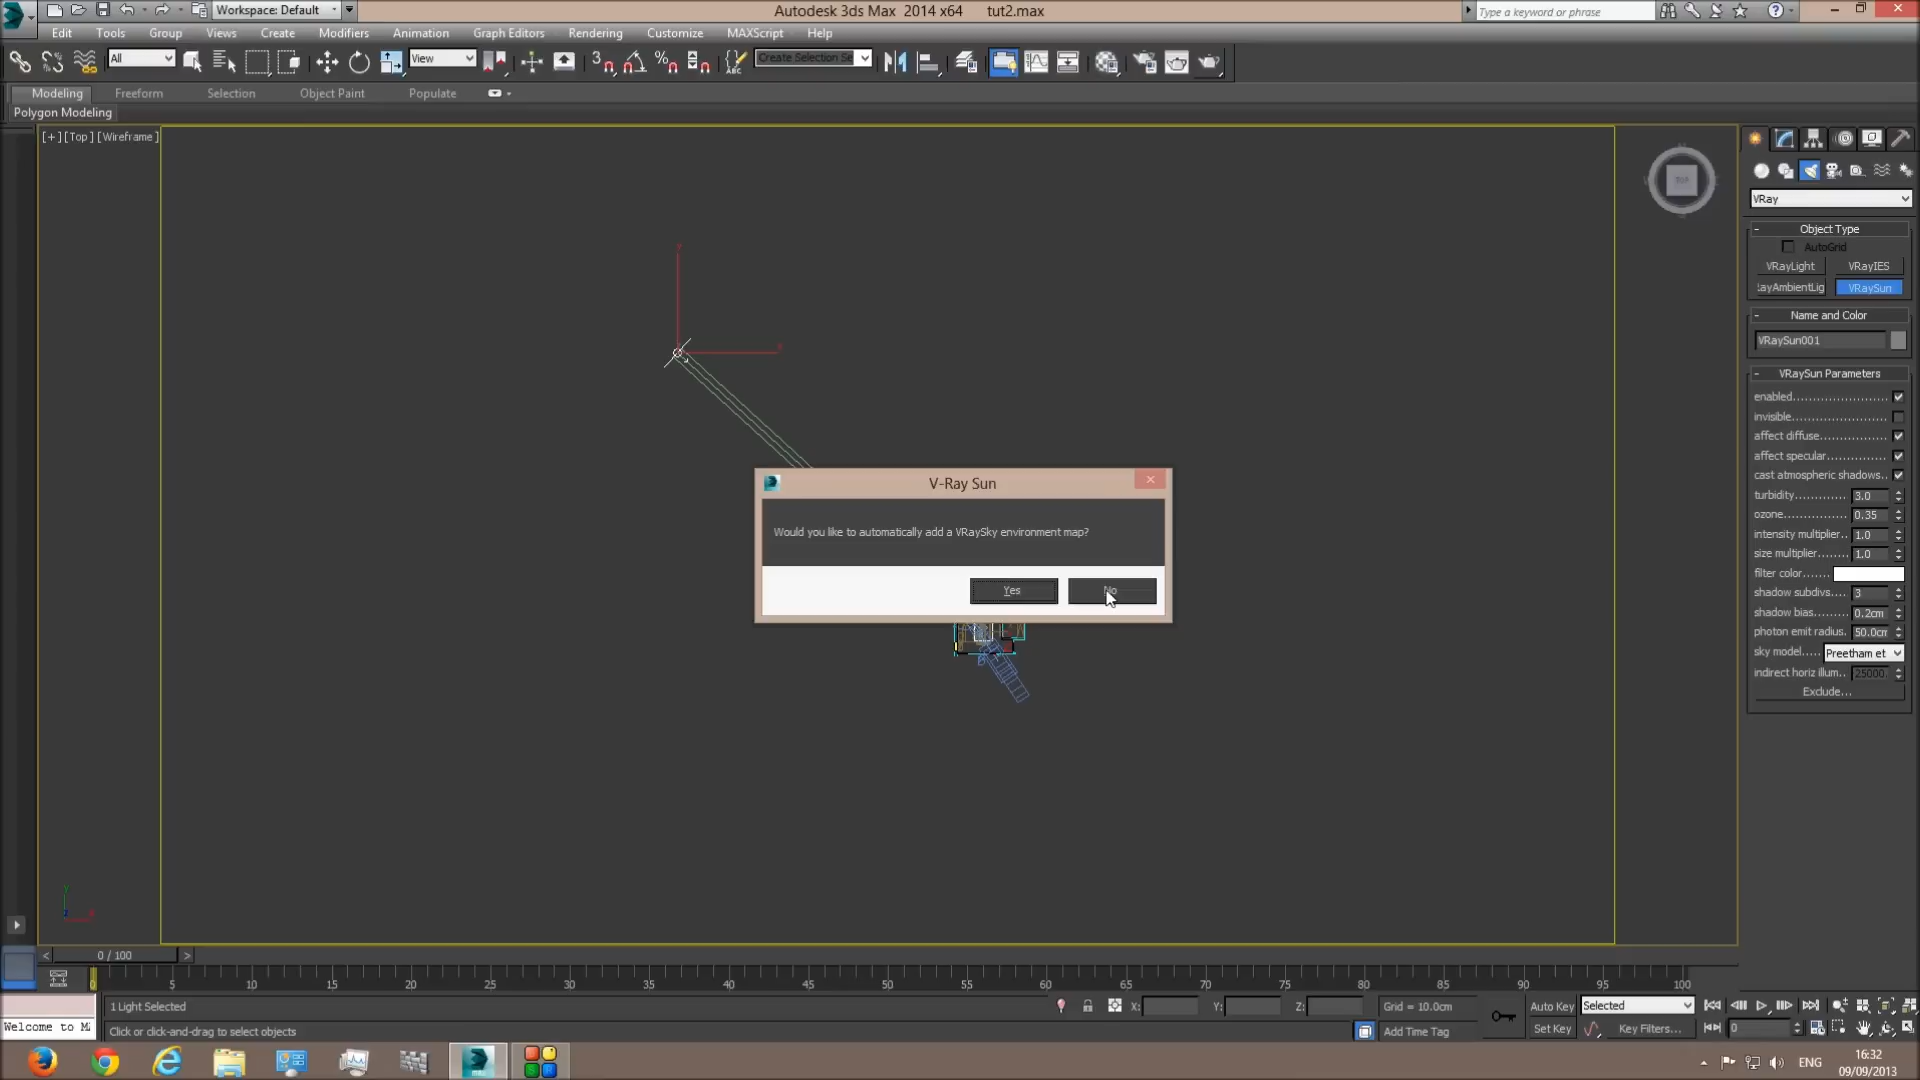 Workspace: Default
Autodesk 3ds Max 2014 x64 tut2.max
Type a keyword or phrase
Edit Tools Group Views Create Modifiers Animation Graph Editors Rendering Customize MAXScript Help
All
View
Create Selection Se
Modeling Freeform Selection Object Paint Populate
Polygon Modeling
[+][Top][Wireframe]
VRay
Object Type
AutoGrid
VRayLight VRayIES
ayAmbientLig VRaySun
Name and Color
VRaySun001
VRaySun Parameters
enabled
invisible
affect diffuse
affect specular
cast atmospheric shadows
turbidity 3.0
ozone 0.35
intensity multiplier 1.0
size multiplier 1.0
filter color
shadow subdivs 3
shadow bias 0.2cm
photon emit radius 50.0cm
sky model Preetham et
indirect horiz illum 25000
Exclude...
V-Ray Sun
Would you like to automatically add a VRaySky environment map?
Yes No
0 / 100
0 5 10 15 20 25 30 35 40 45 50 55 60 65 70 75 80 85 90 95 100
1 Light Selected
X: Y: Z:
Grid = 10.0cm
Auto Key
Selected
Welcome to M
Click or click-and-drag to select objects
Add Time Tag
Set Key
Key Filters...
0
ENG
16:32
09/09/2013